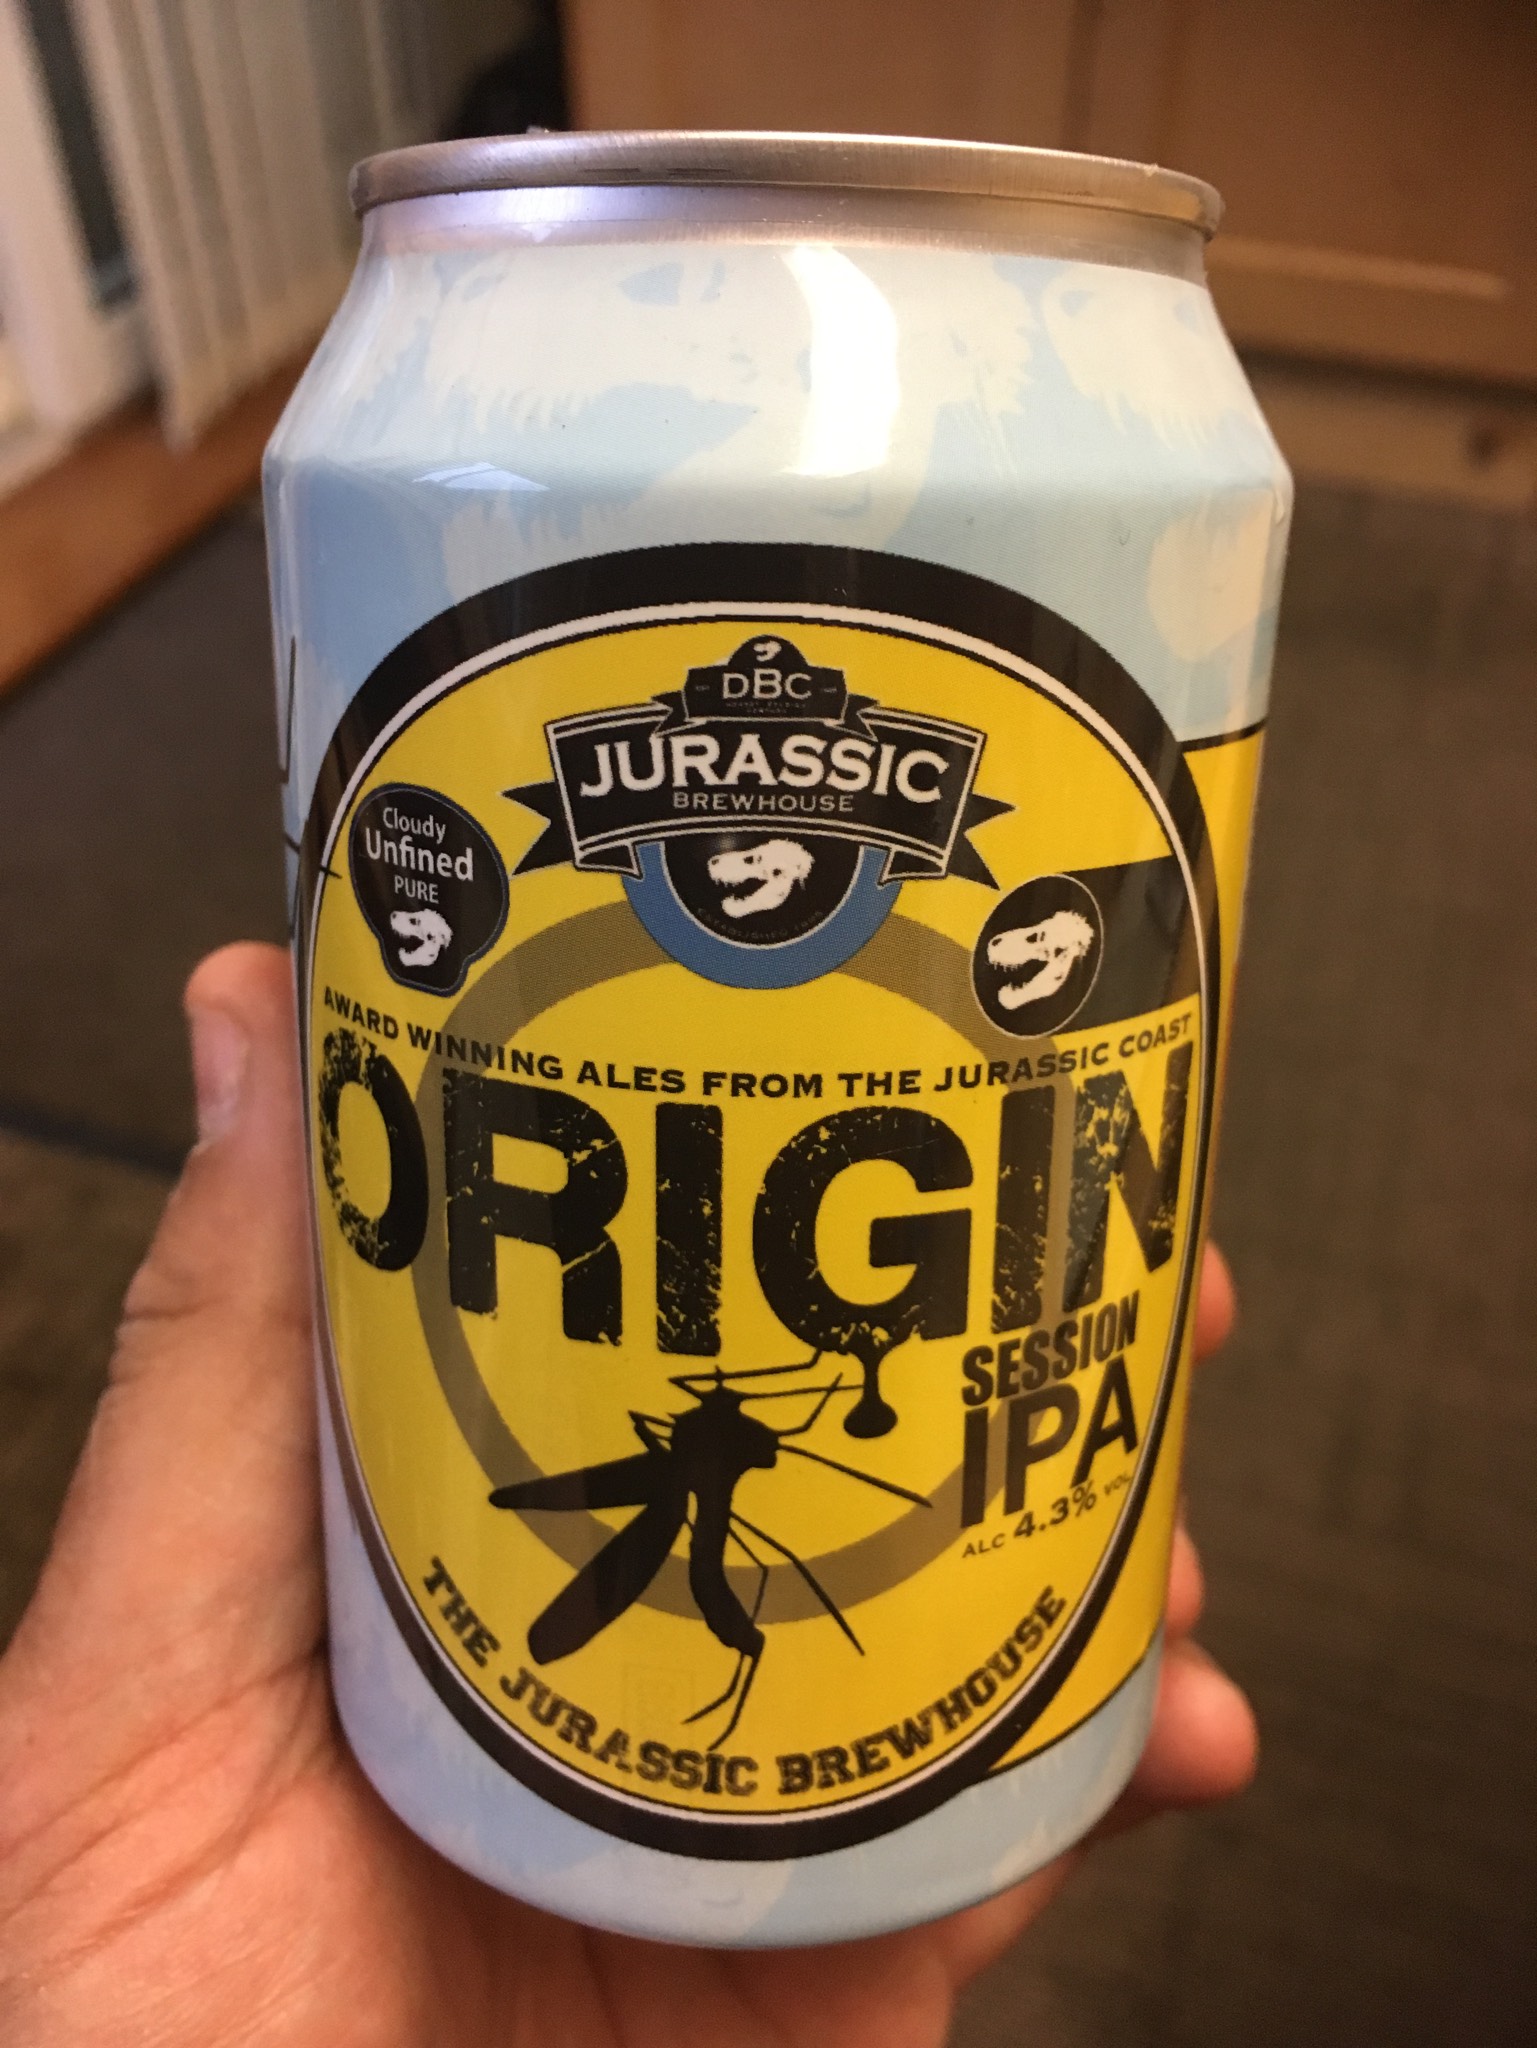 DBC
JURASSIC
BREWHOUSE
Cloudy
Unfined
PURE
AWARD WINNING ALES FROM THE JURASSIC COAST
ORIGIN
SESSION
IPA
ALC 4.3% VOL
THE JURASSIC BREWHOUSE